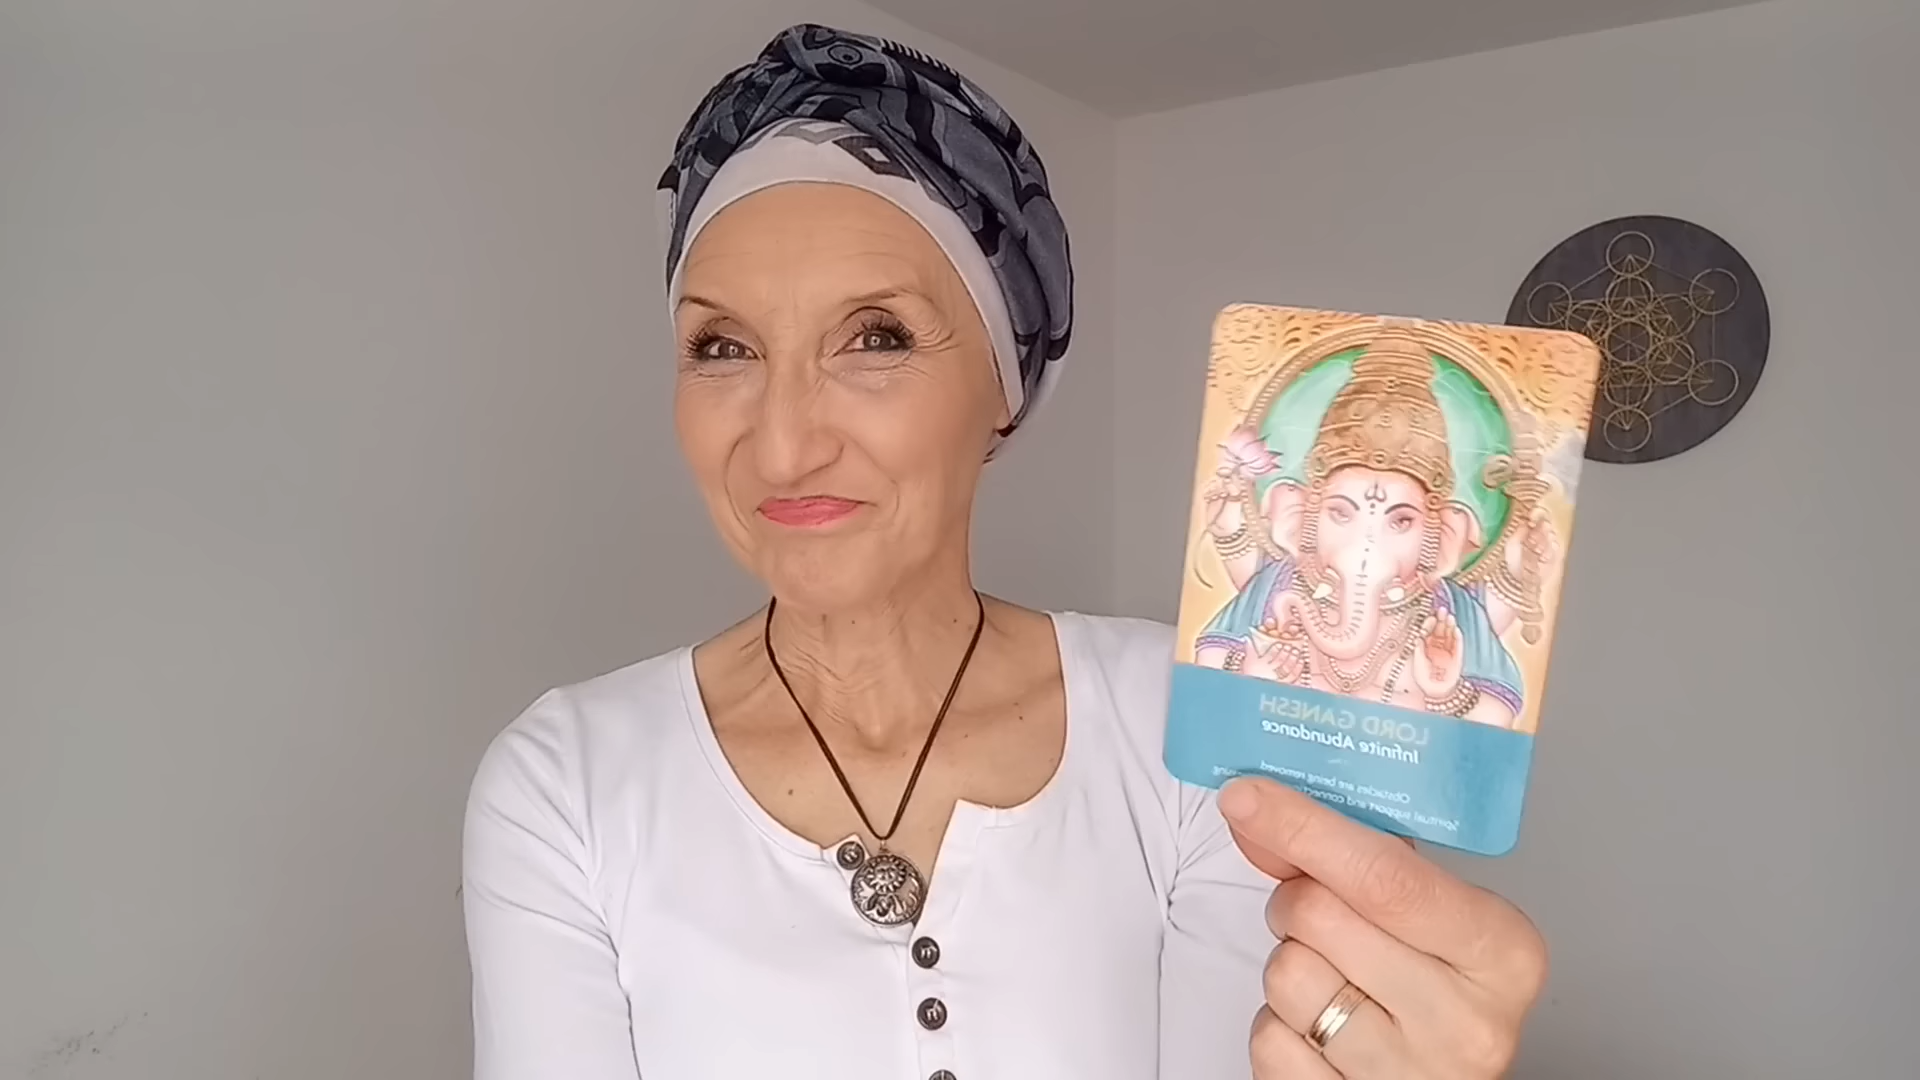 LORD GANESH
Infinite Abundance
Obstacles are being removed
Spiritual support and